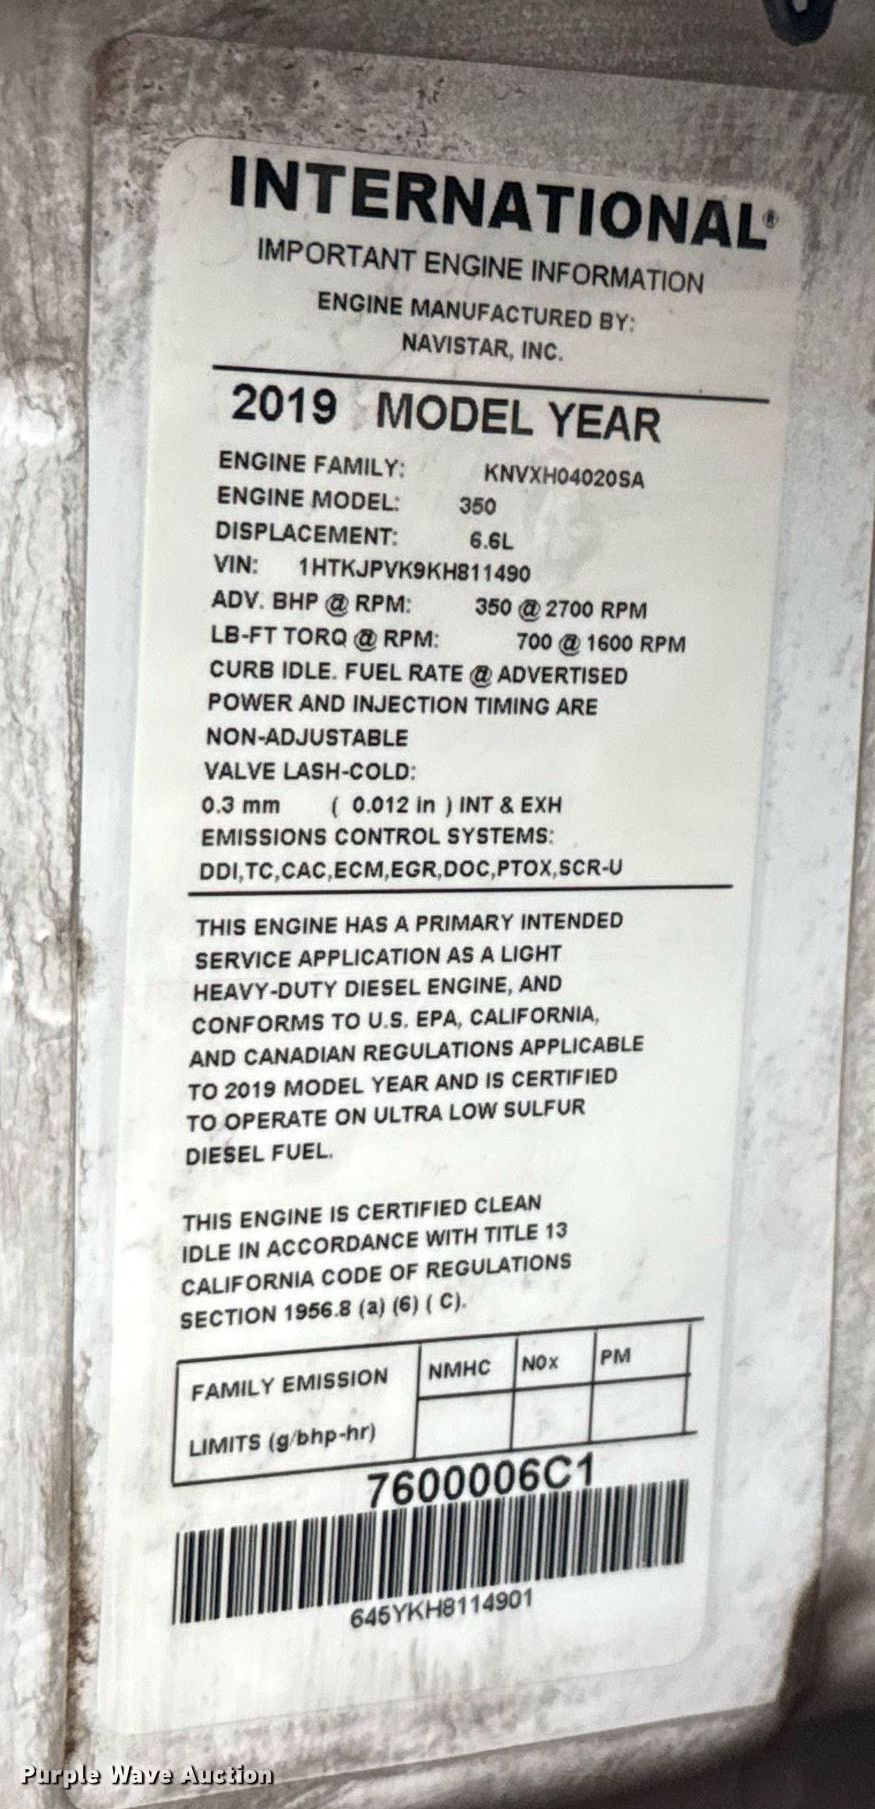 INTERNATIONAL®
IMPORTANT ENGINE INFORMATION
ENGINE MANUFACTURED BY:
NAVISTAR, INC.
2019 MODEL YEAR
ENGINE FAMILY: KNVXH04020SA
ENGINE MODEL: 350
DISPLACEMENT: 6.6L
VIN: 1HTKJPVK9KH811490
ADV. BHP @ RPM: 350 @ 2700 RPM
LB-FT TORQ @ RPM: 700 @ 1600 RPM
CURB IDLE. FUEL RATE @ ADVERTISED
POWER AND INJECTION TIMING ARE
NON-ADJUSTABLE
VALVE LASH-COLD:
0.3 mm ( 0.012 in ) INT & EXH
EMISSIONS CONTROL SYSTEMS:
DDI,TC,CAC,ECM,EGR,DOC,PTOX,SCR-U
THIS ENGINE HAS A PRIMARY INTENDED
SERVICE APPLICATION AS A LIGHT
HEAVY-DUTY DIESEL ENGINE, AND
CONFORMS TO U.S. EPA, CALIFORNIA,
AND CANADIAN REGULATIONS APPLICABLE
TO 2019 MODEL YEAR AND IS CERTIFIED
TO OPERATE ON ULTRA LOW SULFUR
DIESEL FUEL.
THIS ENGINE IS CERTIFIED CLEAN
IDLE IN ACCORDANCE WITH TITLE 13
CALIFORNIA CODE OF REGULATIONS
SECTION 1956.8 (a) (6) ( C).
FAMILY EMISSION NMHC NOx PM
LIMITS (g/bhp-hr)
7600006C1
645YKH8114901
Purple Wave Auction